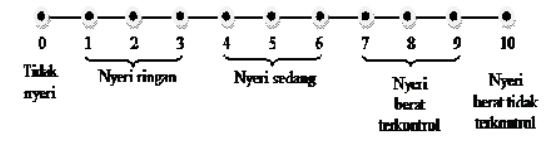 0 1 2 3 4 5 6 7 8 9 10
Tidak
nyeri
Nyeri ringan
Nyeri sedang
Nyeri
berat
terkontrol
Nyeri
berat tidak
terkontrol